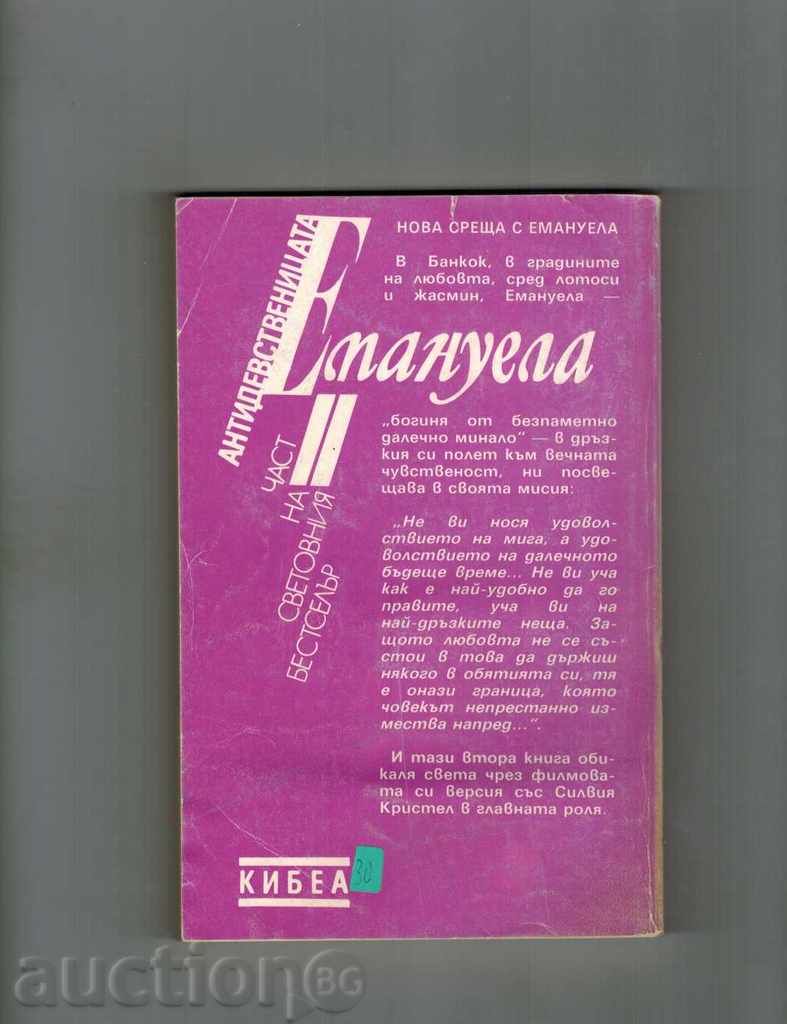 АНТИДЕВСТВЕНИЦАТА
Емануела
II
ЧАСТ
НА
СВЕТОВНИЯ
БЕСТСЕЛЪР
НОВА СРЕЩА С ЕМАНУЕЛА
В Банкок, в градините
на любовта, сред лотоси
и жасмин, Емануела —
„богиня от безпаметно
далечно минало" — в дръз-
кия си полет към вечната
чувственост, ни посве-
щава в своята мисия:
„Не ви нося удовол-
ствието на мига, а удо-
волствието на далечното
бъдеще време... Не ви уча
как е най-удобно да го
правите, уча ви на
най-дръзките неща. За-
щото любовта не се съ-
стои в това да държиш
някого в обятията си, тя
е онази граница, която
човекът непрестанно из-
мества напред...".
И тази втора книга оби-
каля света чрез филмова-
та си версия със Силвия
Кристел в главната роля.
КИБЕА
30
auctionBG